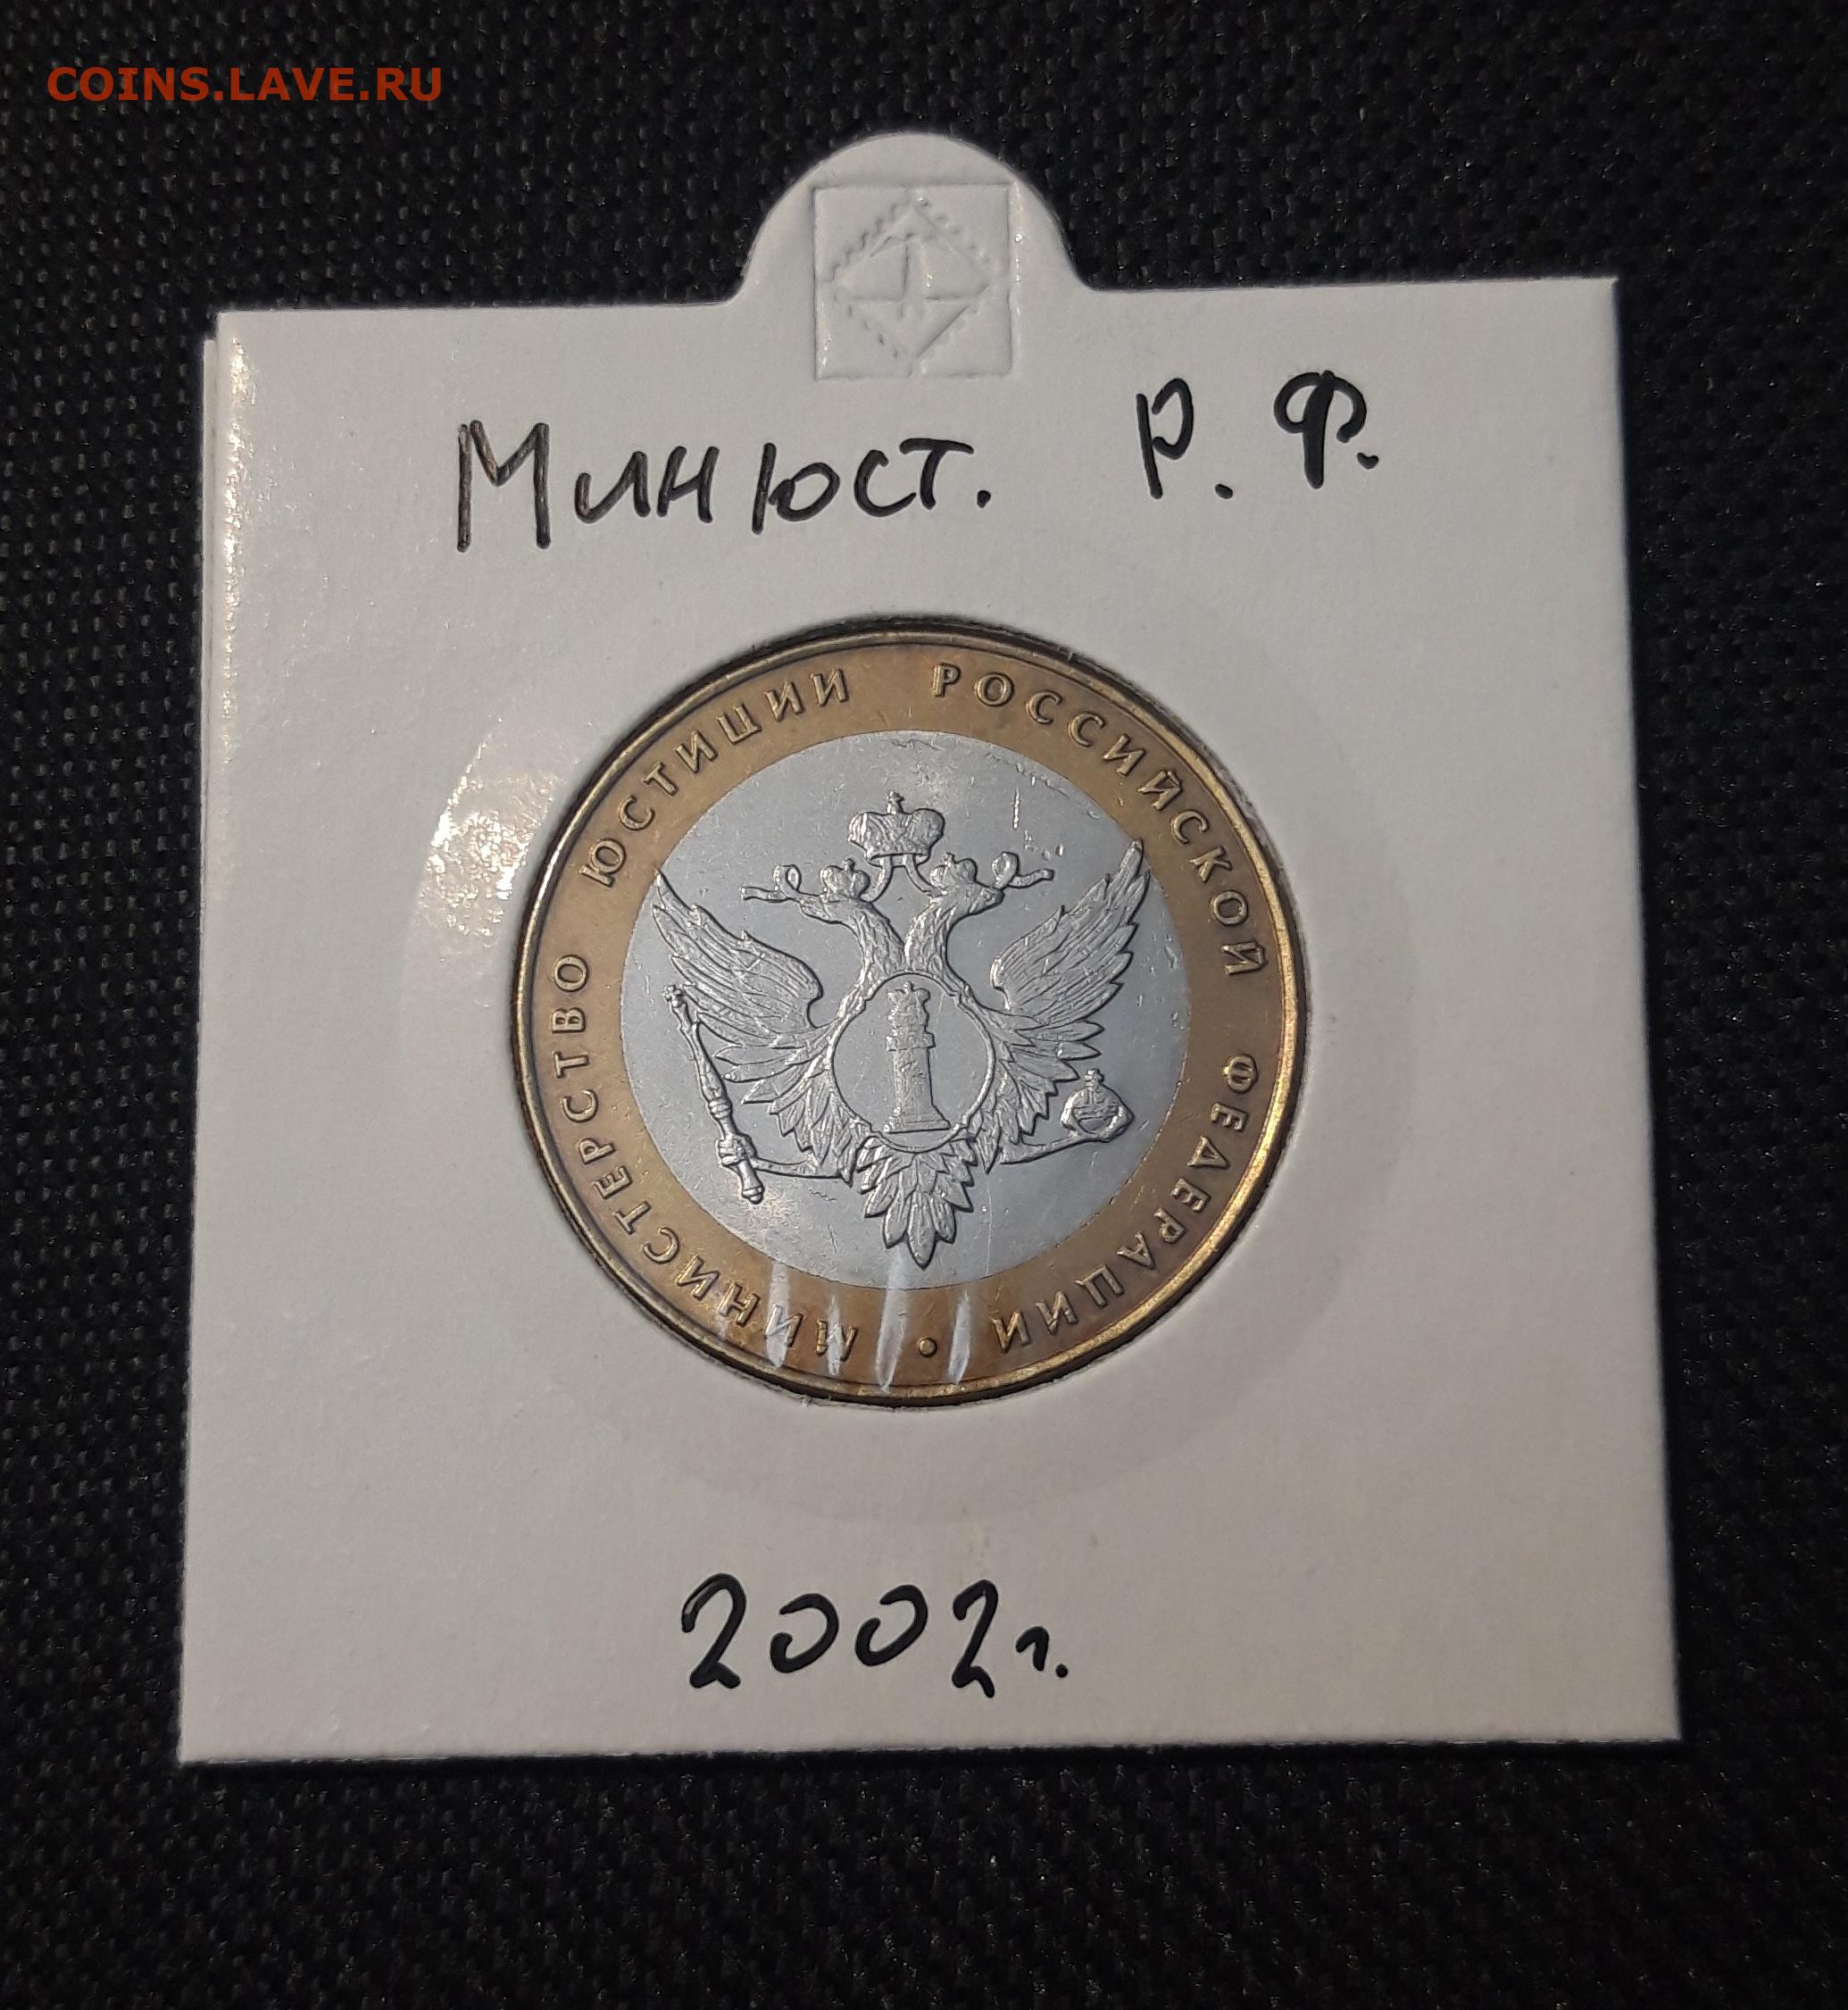 COINS.LAVE.RU
Минюст. Р.Ф.
МИНИСТЕРСТВО ЮСТИЦИИ РОССИЙСКОЙ ФЕДЕРАЦИИ •
2002г.